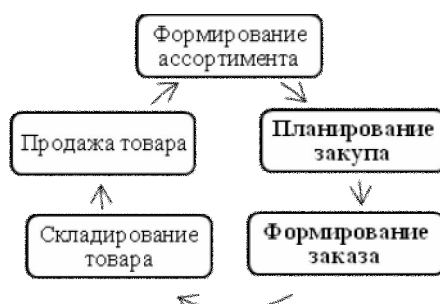 Формирование
ассортимента
Планирование
закупа
Формирование
заказа
Складирование
товара
Продажа товара